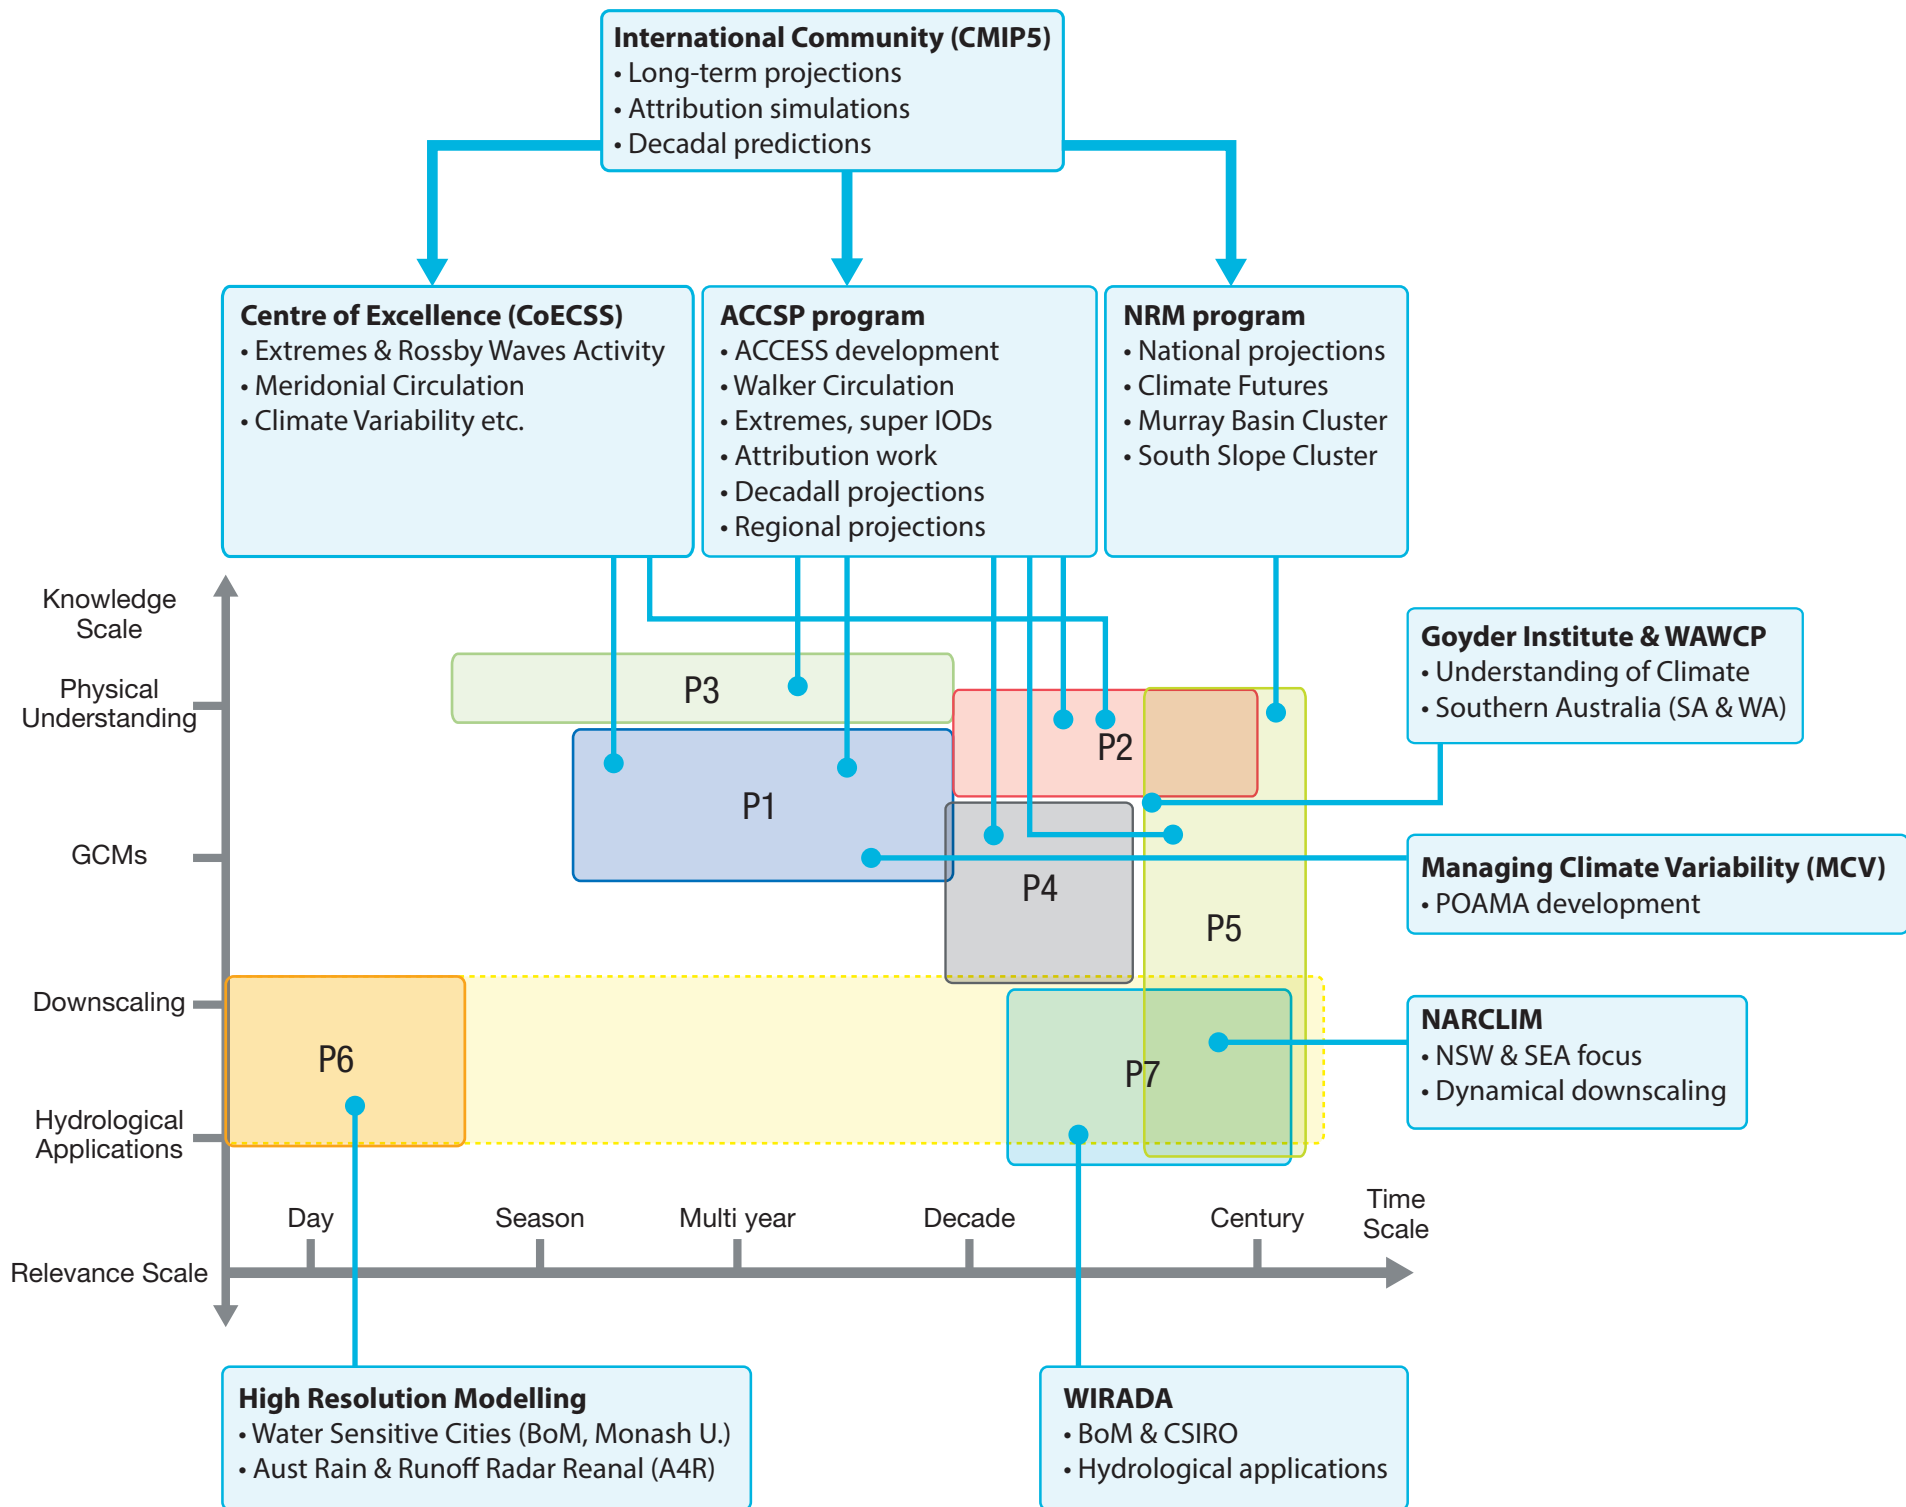 International Community (CMIP5)
• Long-term projections
• Attribution simulations
• Decadal predictions
Centre of Excellence (CoECSS)
• Extremes & Rossby Waves Activity
• Meridonial Circulation
• Climate Variability etc.
ACCSP program
• ACCESS development
• Walker Circulation
• Extremes, super IODs
• Attribution work
• Decadall projections
• Regional projections
NRM program
• National projections
• Climate Futures
• Murray Basin Cluster
• South Slope Cluster
Knowledge
Scale
Physical
Understanding
GCMs
Downscaling
Hydrological
Applications
Relevance Scale
P3
P2
P1
P4
P5
P6
P7
Goyder Institute & WAWCP
• Understanding of Climate
• Southern Australia (SA & WA)
Managing Climate Variability (MCV)
• POAMA development
NARCLIM
• NSW & SEA focus
• Dynamical downscaling
Day
Season
Multi year
Decade
Century
Time
Scale
High Resolution Modelling
• Water Sensitive Cities (BoM, Monash U.)
• Aust Rain & Runoff Radar Reanal (A4R)
WIRADA
• BoM & CSIRO
• Hydrological applications